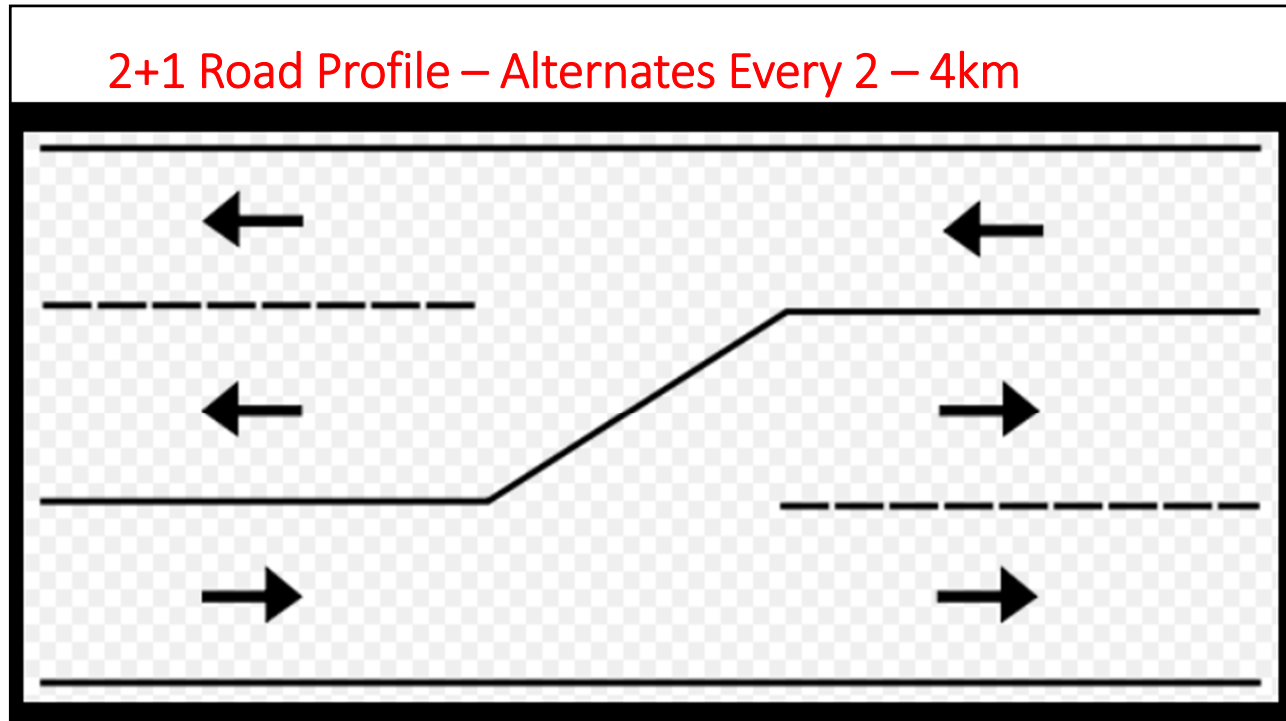 2+1 Road Profile – Alternates Every 2 – 4km